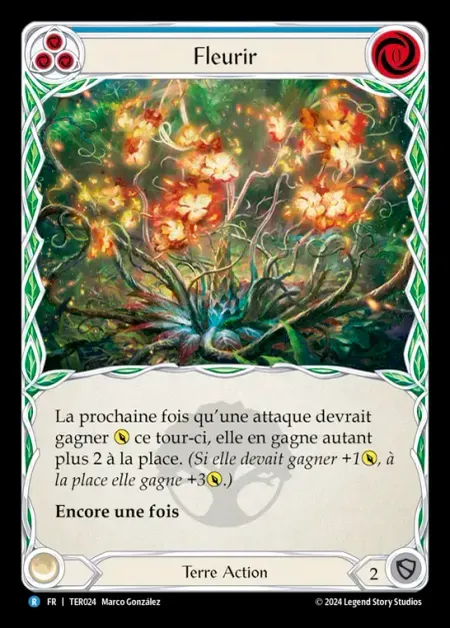 Fleurir
0
La prochaine fois qu'une attaque devrait
gagner ce tour-ci, elle en gagne autant
plus 2 à la place. (Si elle devait gagner +1, à
la place elle gagne +3.)
Encore une fois
Terre Action
2
R FR | TER024 Marco González
© 2024 Legend Story Studios